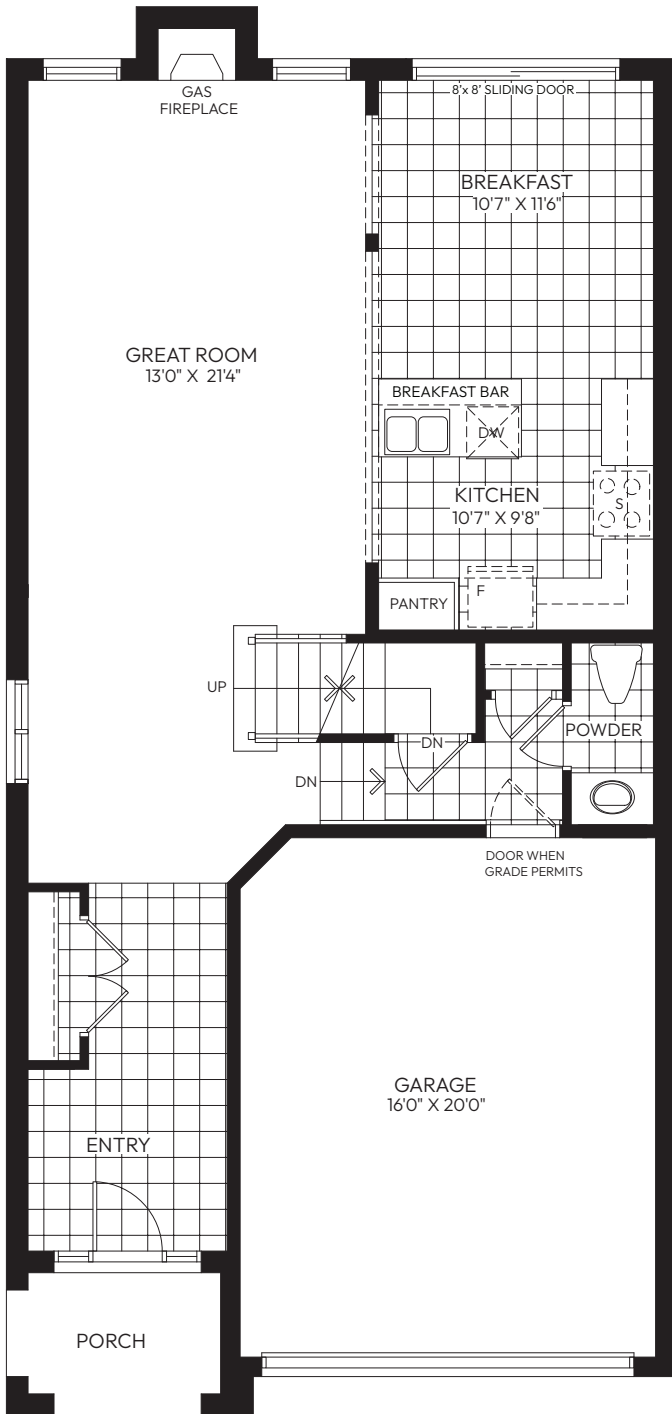 GAS
FIREPLACE
8'x 8' SLIDING DOOR
BREAKFAST
10'7" X 11'6"
GREAT ROOM
13'0" X 21'4"
BREAKFAST BAR
DW
KITCHEN
10'7" X 9'8"
S
PANTRY
F
UP
POWDER
DN
DN
DOOR WHEN
GRADE PERMITS
GARAGE
16'0" X 20'0"
ENTRY
PORCH